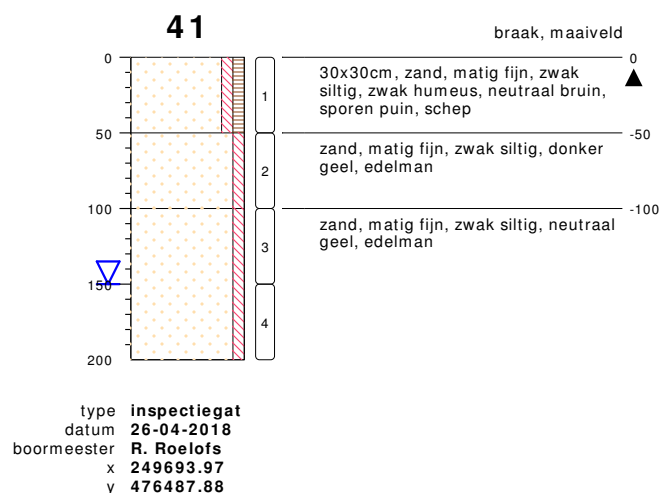 41
braak, maaiveld
0
0
1
30x30cm, zand, matig fijn, zwak
siltig, zwak humeus, neutraal bruin,
sporen puin, schep
50
-50
2
zand, matig fijn, zwak siltig, donker
geel, edelman
100
-100
3
zand, matig fijn, zwak siltig, neutraal
geel, edelman
150
4
200
type inspectiegat
datum 26-04-2018
boormeester R. Roelofs
x 249693.97
y 476487.88